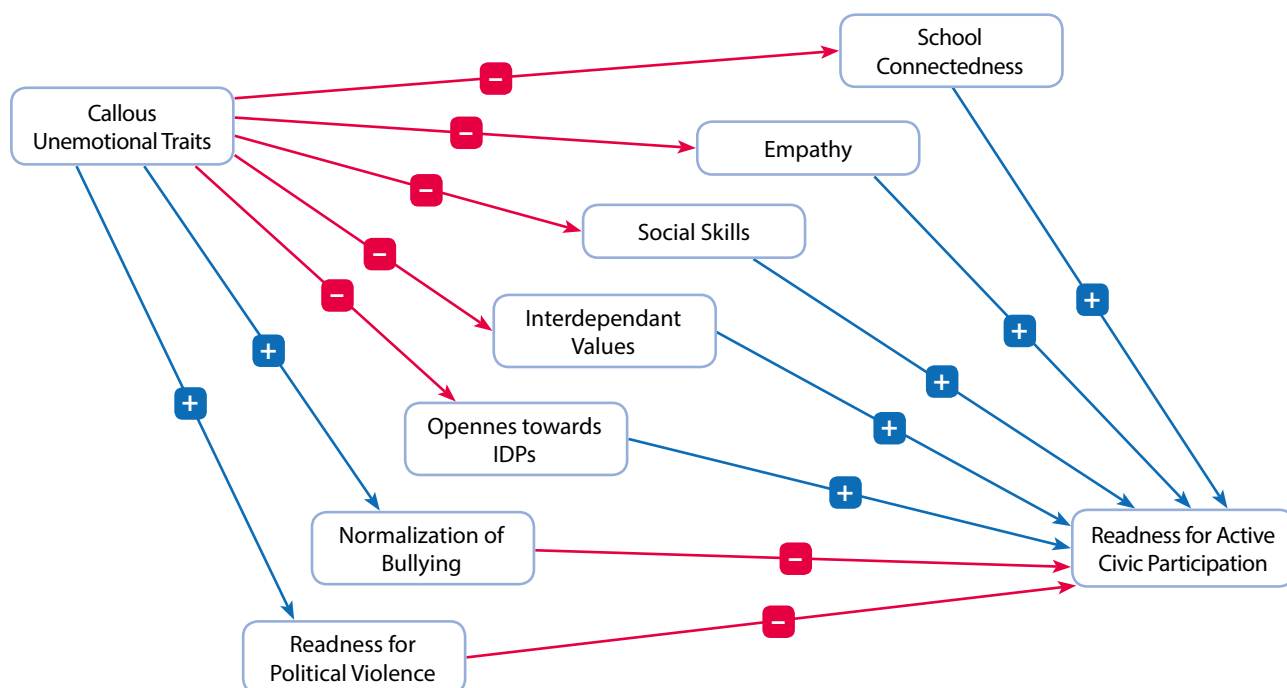 School
Connectedness
Callous
Unemotional Traits
Empathy
Social Skills
Interdependant
Values
Opennes towards
IDPs
Normalization of
Bullying
Readness for Active
Civic Participation
Readness for
Political Violence
−
−
−
−
−
+
+
+
+
+
+
+
−
−